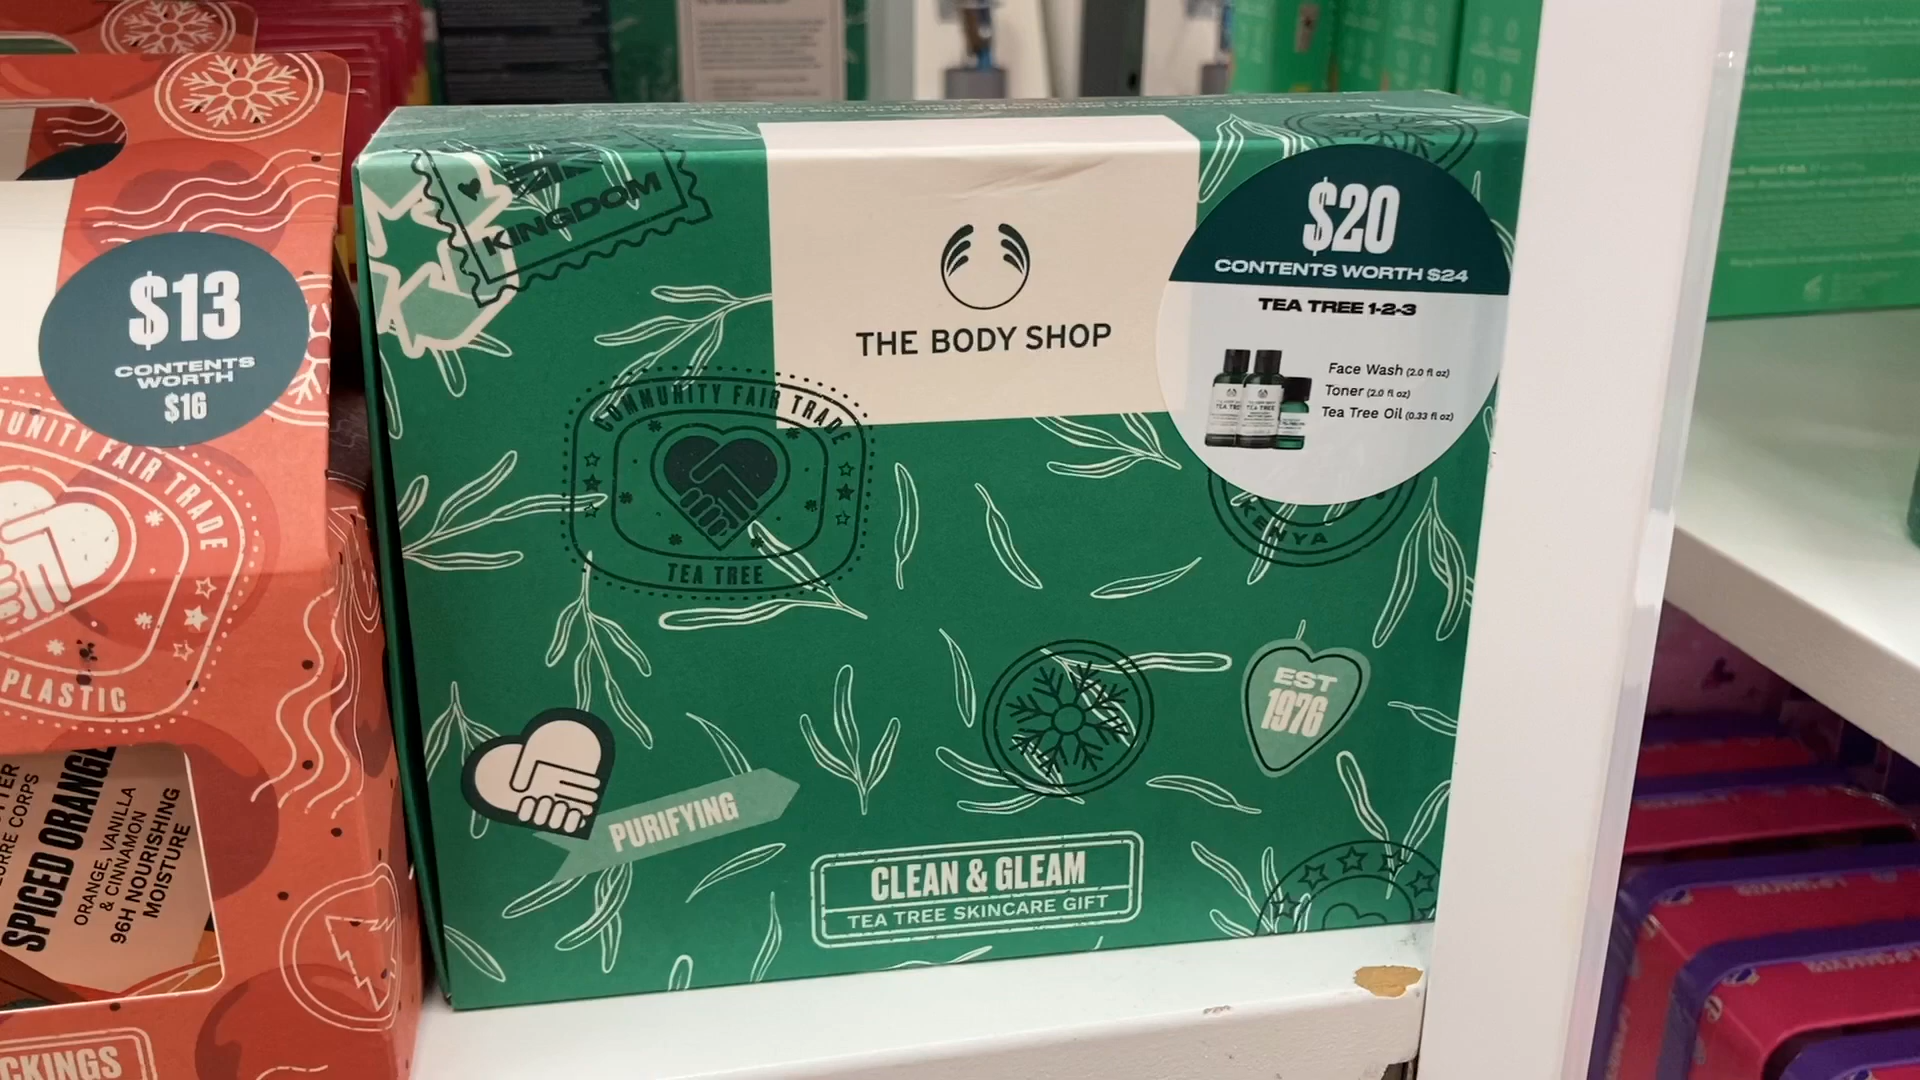 $13
CONTENTS
WORTH
$16
UNITY FAIR TRADE
PLASTIC
SPICED ORANGE
ORANGE, VANILLA
& CINNAMON
96H NOURISHING
MOISTURE
CKINGS
KINGDOM
THE BODY SHOP
$20
CONTENTS WORTH $24
TEA TREE 1-2-3
Face Wash (2.0 fl oz)
Toner (2.0 fl oz)
Tea Tree Oil (0.33 fl oz)
COMMUNITY FAIR TRADE
TEA TREE
KENYA
EST
1976
PURIFYING
CLEAN & GLEAM
TEA TREE SKINCARE GIFT